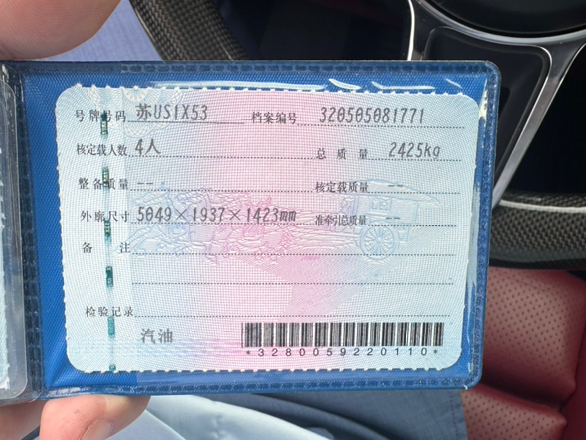 号牌号码 苏US1X53 档案编号 320505081771
核定载人数 4人 总质量 2425kg
整备质量 -- 核定载质量 --
外廓尺寸 5049×1937×1423mm 准牵引总质量 --
备注
检验记录
汽油
*3280059220110*